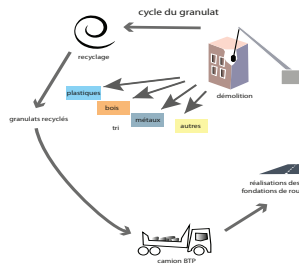 cycle du granulat
recyclage
démolition
plastiques
bois
métaux
autres
tri
granulats recyclés
réalisations des
fondations de rou
camion BTP